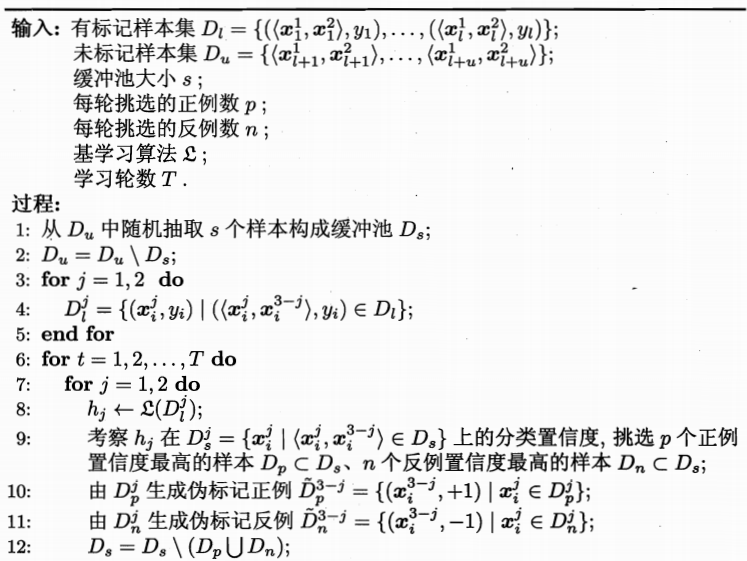 输入: 有标记样本集 $D_l = \{(\langle \boldsymbol{x}_1^1, \boldsymbol{x}_1^2 \rangle, y_1), \ldots, (\langle \boldsymbol{x}_l^1, \boldsymbol{x}_l^2 \rangle, y_l)\}$;
未标记样本集 $D_u = \{\langle \boldsymbol{x}_{l+1}^1, \boldsymbol{x}_{l+1}^2 \rangle, \ldots, \langle \boldsymbol{x}_{l+u}^1, \boldsymbol{x}_{l+u}^2 \rangle\}$;
缓冲池大小 $s$;
每轮挑选的正例数 $p$;
每轮挑选的反例数 $n$;
基学习算法 $\mathfrak{L}$;
学习轮数 $T$.
过程:
1: 从 $D_u$ 中随机抽取 $s$ 个样本构成缓冲池 $D_s$;
2: $D_u = D_u \setminus D_s$;
3: for $j = 1, 2$ do
4: $D_l^j = \{(\boldsymbol{x}_i^j, y_i) \mid (\langle \boldsymbol{x}_i^j, \boldsymbol{x}_i^{3-j} \rangle, y_i) \in D_l\}$;
5: end for
6: for $t = 1, 2, \ldots, T$ do
7: for $j = 1, 2$ do
8: $h_j \leftarrow \mathfrak{L}(D_l^j)$;
9: 考察 $h_j$ 在 $D_s^j = \{\boldsymbol{x}_i^j \mid \langle \boldsymbol{x}_i^j, \boldsymbol{x}_i^{3-j} \rangle \in D_s\}$ 上的分类置信度, 挑选 $p$ 个正例
置信度最高的样本 $D_p \subset D_s$、$n$ 个反例置信度最高的样本 $D_n \subset D_s$;
10: 由 $D_p^j$ 生成伪标记正例 $\tilde{D}_p^{3-j} = \{(\boldsymbol{x}_i^{3-j}, +1) \mid \boldsymbol{x}_i^j \in D_p^j\}$;
11: 由 $D_n^j$ 生成伪标记反例 $\tilde{D}_n^{3-j} = \{(\boldsymbol{x}_i^{3-j}, -1) \mid \boldsymbol{x}_i^j \in D_n^j\}$;
12: $D_s = D_s \setminus (D_p \bigcup D_n)$;